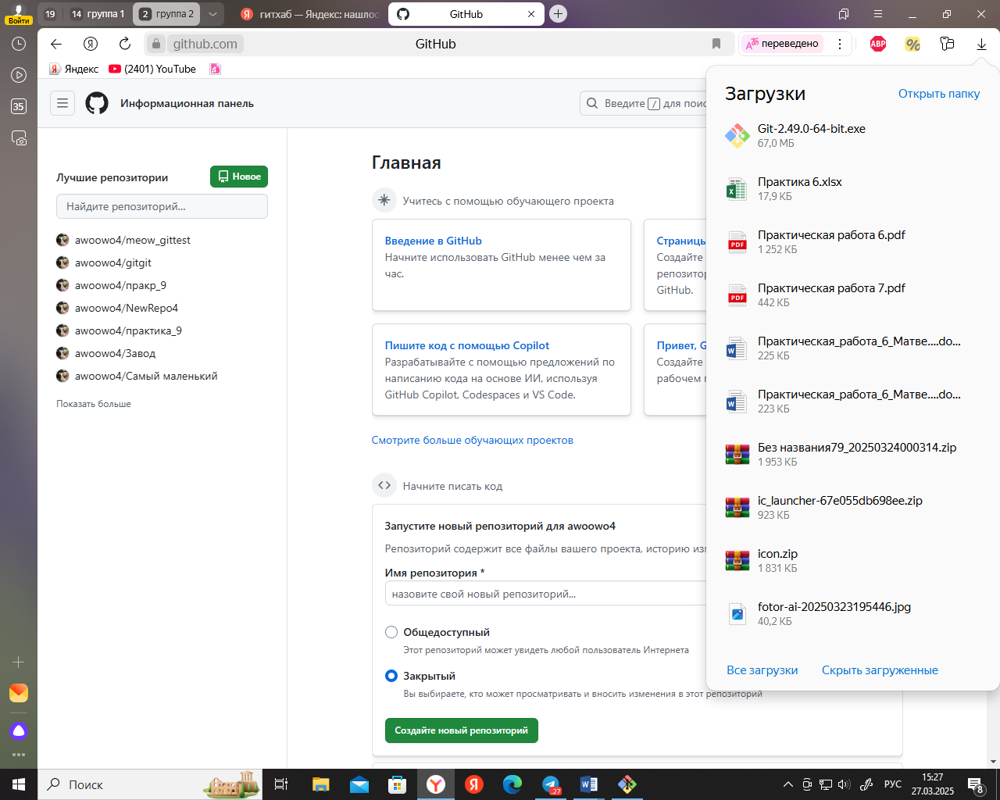 2
Войти
19
14 группа 1
2 группа 2
гитхаб — Яндекс: нашлос
GitHub
github.com
GitHub
переведено
ABP
%
35
Яндекс
(2401) YouTube
Информационная панель
Введите / для поис
Загрузки
Открыть папку
Git-2.49.0-64-bit.exe
67,0 МБ
Практика 6.xlsx
17,9 КБ
Практическая работа 6.pdf
1 252 КБ
Практическая работа 7.pdf
442 КБ
Практическая_работа_6_Матве....do...
225 КБ
Практическая_работа_6_Матве....do...
223 КБ
Без названия79_20250324000314.zip
1 953 КБ
ic_launcher-67e055db698ee.zip
923 КБ
icon.zip
1 831 КБ
fotor-ai-20250323195446.jpg
40,2 КБ
Все загрузки
Скрыть загруженные
Лучшие репозитории
Новое
Найдите репозиторий...
awoowo4/meow_gittest
awoowo4/gitgit
awoowo4/пракр_9
awoowo4/NewRepo4
awoowo4/практика_9
awoowo4/Завод
awoowo4/Самый маленький
Показать больше
Главная
Учитесь с помощью обучающего проекта
Введение в GitHub
Начните использовать GitHub менее чем за
час.
Страницы
Создайте
репозитор
GitHub.
Пишите код с помощью Copilot
Разрабатывайте с помощью предложений по
написанию кода на основе ИИ, используя
GitHub Copilot, Codespaces и VS Code.
Привет, G
Создайте
рабочем п
Смотрите больше обучающих проектов
Начните писать код
Запустите новый репозиторий для awoowo4
Репозиторий содержит все файлы вашего проекта, историю изм
Имя репозитория *
назовите свой новый репозиторий...
Общедоступный
Этот репозиторий может увидеть любой пользователь Интернета
Закрытый
Вы выбираете, кто может просматривать и вносить изменения в этот репозиторий
Создайте новый репозиторий
Поиск
.27
РУС
15:27
27.03.2025
8